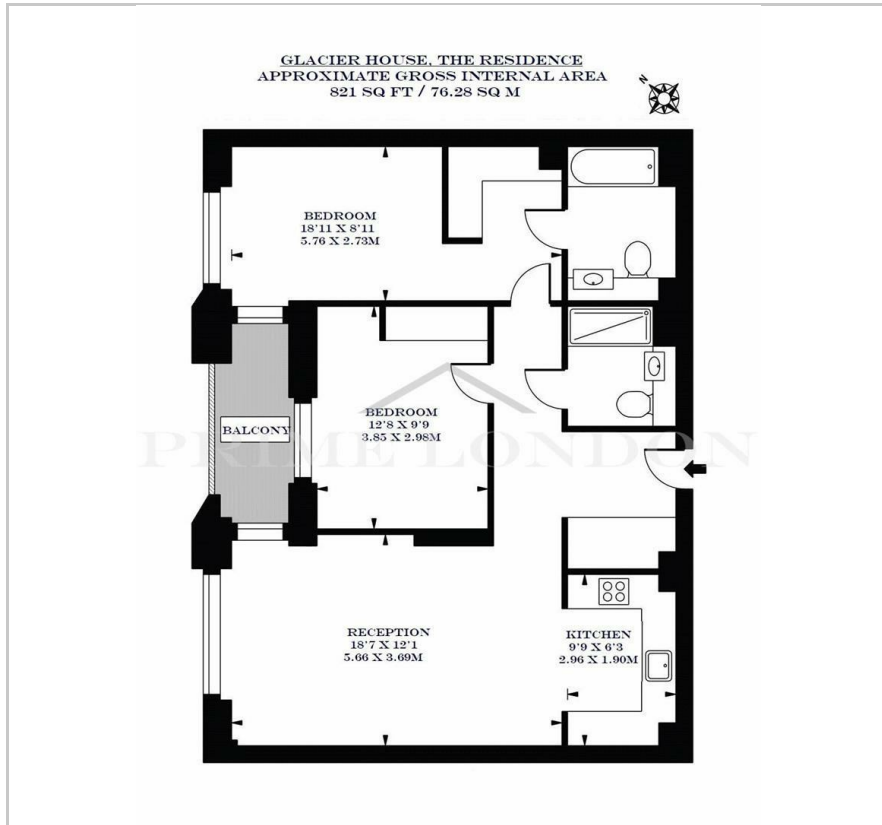 GLACIER HOUSE, THE RESIDENCE
APPROXIMATE GROSS INTERNAL AREA
821 SQ FT / 76.28 SQ M
N
BEDROOM
18'11 X 8'11
5.76 X 2.73M
BALCONY
BEDROOM
12'8 X 9'9
3.85 X 2.98M
PRIME LONDON
RECEPTION
18'7 X 12'1
5.66 X 3.69M
KITCHEN
9'9 X 6'3
2.96 X 1.90M